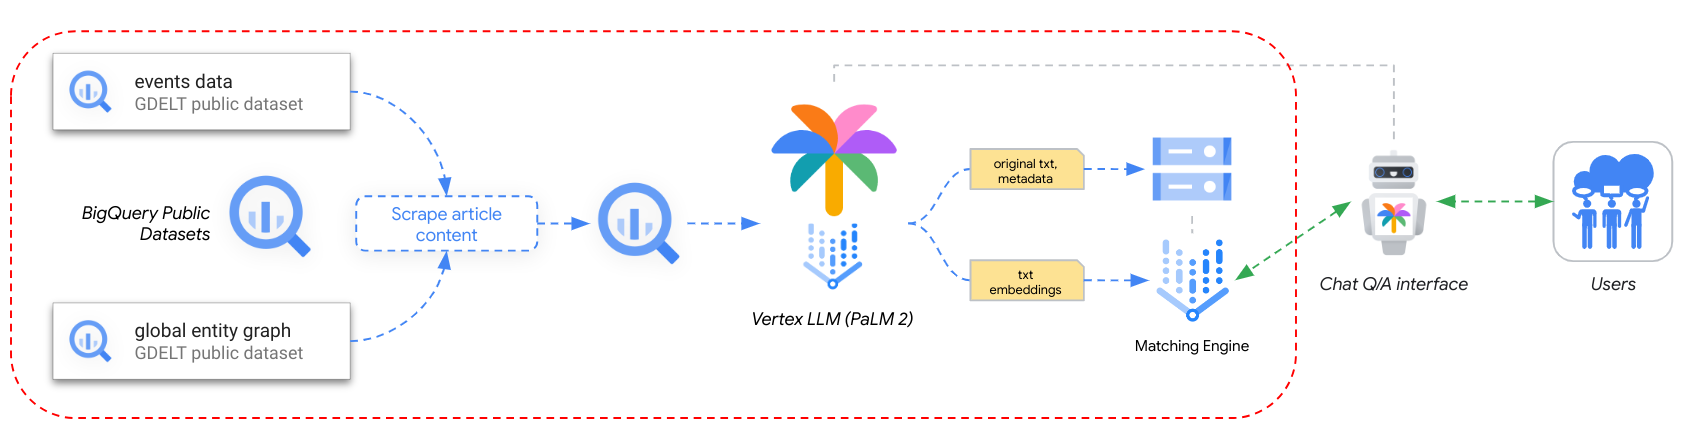 events data
GDELT public dataset
BigQuery Public
Datasets
Scrape article
content
global entity graph
GDELT public dataset
Vertex LLM (PaLM 2)
original txt,
metadata
txt
embeddings
Matching Engine
Chat Q/A interface
Users